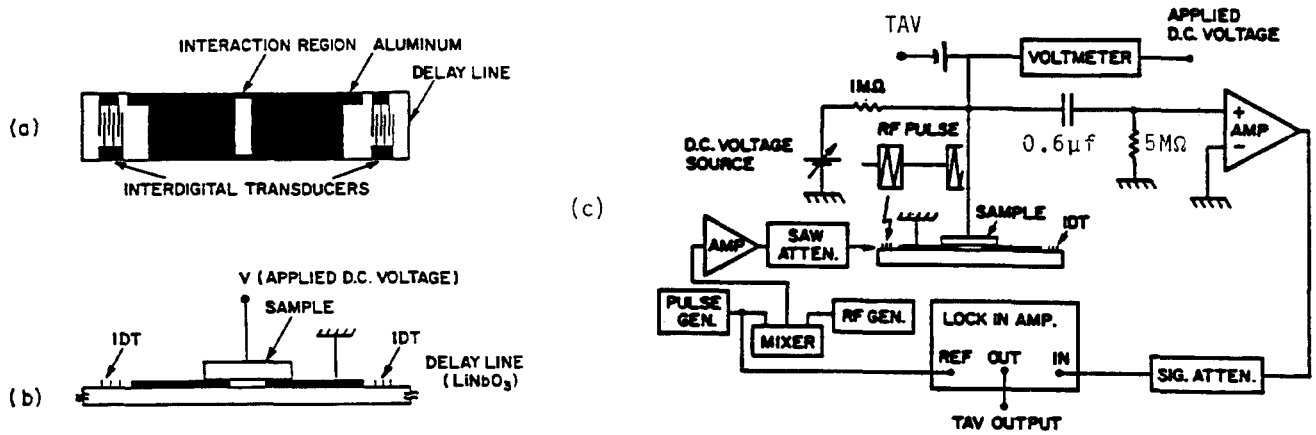 (a)
INTERACTION REGION
ALUMINUM
DELAY LINE
INTERDIGITAL TRANSDUCERS
(b)
V (APPLIED D.C. VOLTAGE)
SAMPLE
IDT
IDT
DELAY LINE
(LiNbO3)
(c)
TAV
APPLIED
D.C. VOLTAGE
VOLTMETER
1MΩ
RF PULSE
D.C. VOLTAGE
SOURCE
0.6μf
5MΩ
+
AMP
−
SAMPLE
IDT
AMP
SAW
ATTEN.
PULSE
GEN.
MIXER
RF GEN.
LOCK IN AMP.
REF OUT IN
SIG. ATTEN.
TAV OUTPUT